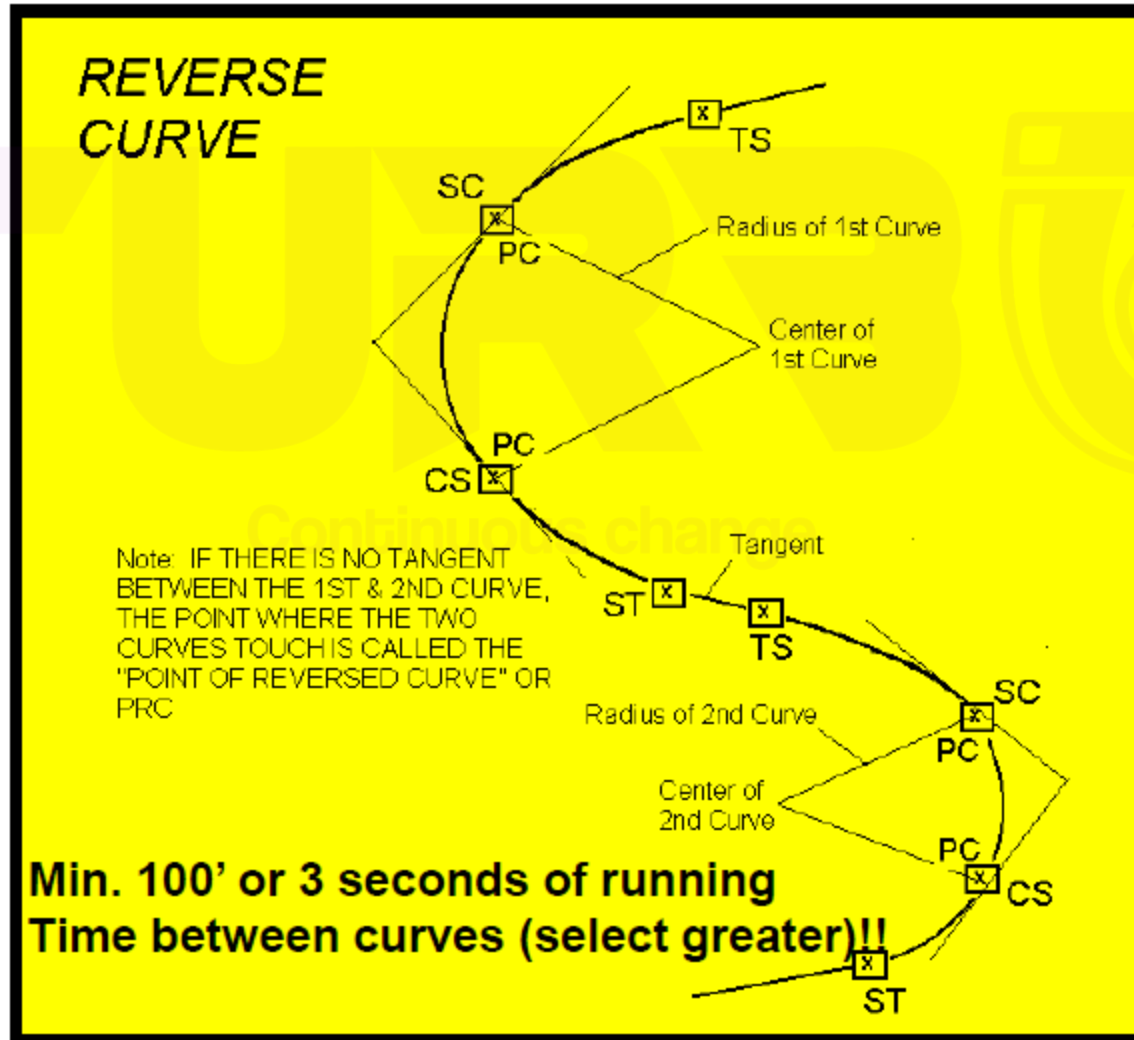 REVERSE
CURVE
TS
SC
PC
Radius of 1st Curve
Center of
1st Curve
PC
CS
Tangent
Note: IF THERE IS NO TANGENT
BETWEEN THE 1ST & 2ND CURVE,
THE POINT WHERE THE TWO
CURVES TOUCH IS CALLED THE
"POINT OF REVERSED CURVE" OR
PRC
ST
TS
SC
Radius of 2nd Curve
PC
Center of
2nd Curve
PC
CS
Min. 100’ or 3 seconds of running
Time between curves (select greater)!!
ST
Continuous change